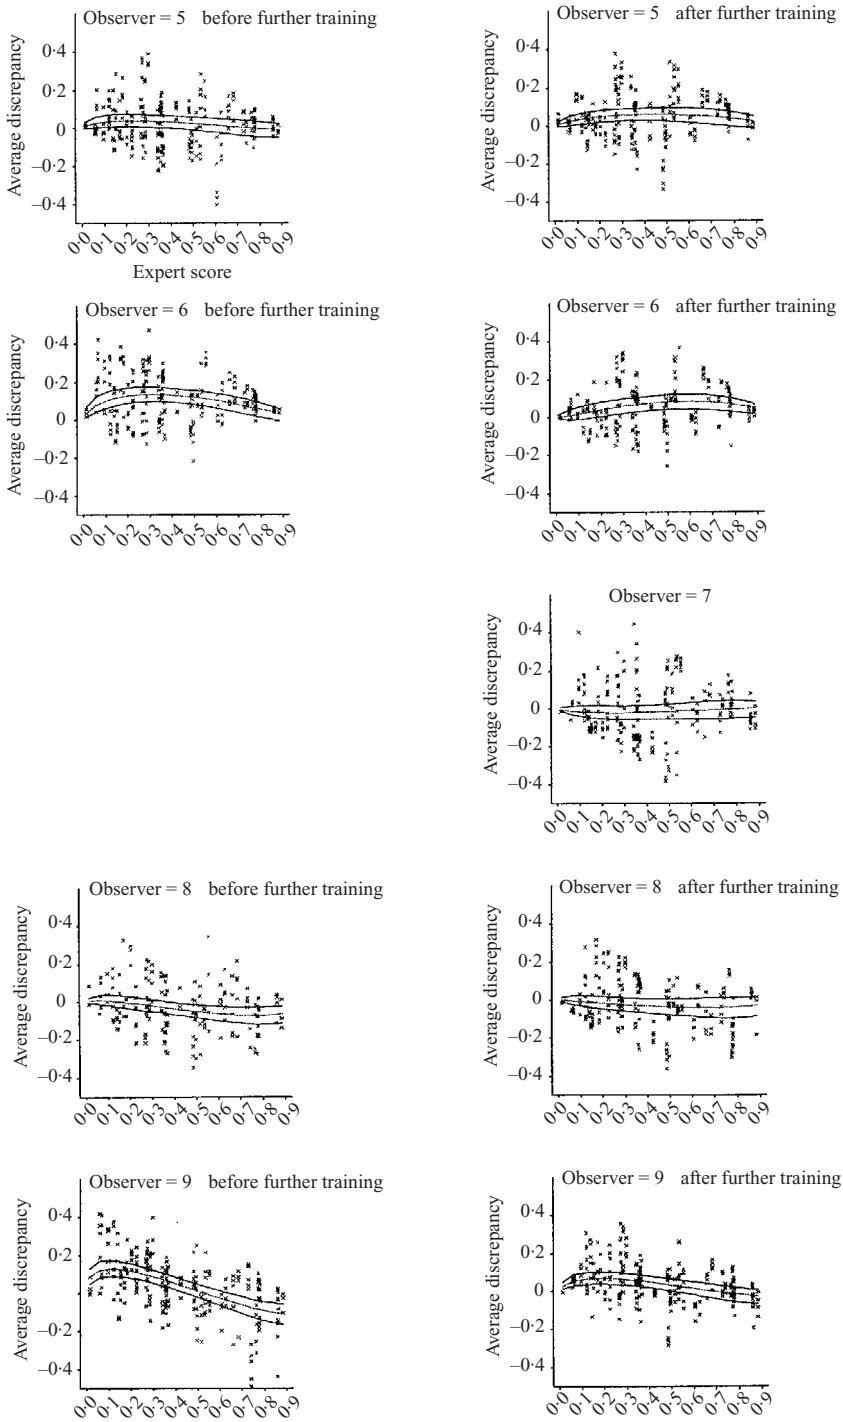 Observer = 5 before further training
Average discrepancy
0·4
0·2
0
–0·2
–0·4
0·0 0·1 0·2 0·3 0·4 0·5 0·6 0·7 0·8 0·9
Expert score
Observer = 5 after further training
Average discrepancy
0·4
0·2
0
–0·2
–0·4
0·0 0·1 0·2 0·3 0·4 0·5 0·6 0·7 0·8 0·9
Observer = 6 before further training
Average discrepancy
0·4
0·2
0
–0·2
–0·4
0·0 0·1 0·2 0·3 0·4 0·5 0·6 0·7 0·8 0·9
Observer = 6 after further training
Average discrepancy
0·4
0·2
0
–0·2
–0·4
0·0 0·1 0·2 0·3 0·4 0·5 0·6 0·7 0·8 0·9
Observer = 7
Average discrepancy
0·4
0·2
0
–0·2
–0·4
0·0 0·1 0·2 0·3 0·4 0·5 0·6 0·7 0·8 0·9
Observer = 8 before further training
Average discrepancy
0·4
0·2
0
–0·2
–0·4
0·0 0·1 0·2 0·3 0·4 0·5 0·6 0·7 0·8 0·9
Observer = 8 after further training
Average discrepancy
0·4
0·2
0
–0·2
–0·4
0·0 0·1 0·2 0·3 0·4 0·5 0·6 0·7 0·8 0·9
Observer = 9 before further training
Average discrepancy
0·4
0·2
0
–0·2
–0·4
0·0 0·1 0·2 0·3 0·4 0·5 0·6 0·7 0·8 0·9
Observer = 9 after further training
Average discrepancy
0·4
0·2
0
–0·2
–0·4
0·0 0·1 0·2 0·3 0·4 0·5 0·6 0·7 0·8 0·9